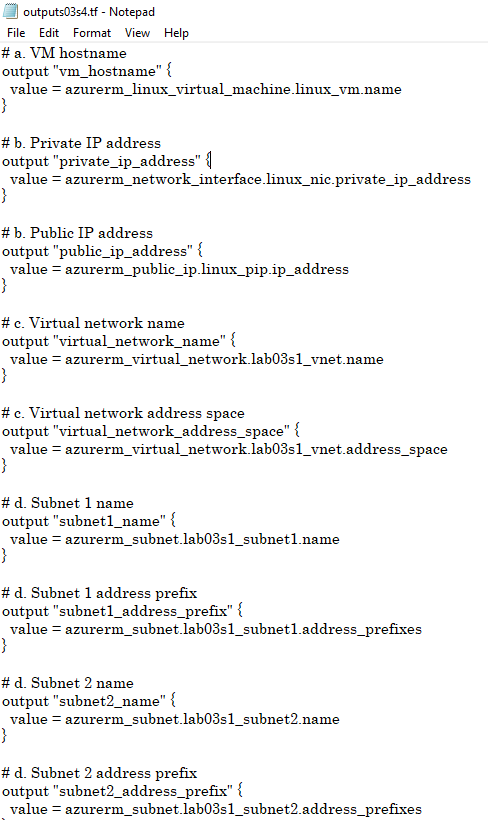 outputs03s4.tf - Notepad
File Edit Format View Help
# a. VM hostname
output "vm_hostname" {
  value = azurerm_linux_virtual_machine.linux_vm.name
}

# b. Private IP address
output "private_ip_address" {
  value = azurerm_network_interface.linux_nic.private_ip_address
}

# b. Public IP address
output "public_ip_address" {
  value = azurerm_public_ip.linux_pip.ip_address
}

# c. Virtual network name
output "virtual_network_name" {
  value = azurerm_virtual_network.lab03s1_vnet.name
}

# c. Virtual network address space
output "virtual_network_address_space" {
  value = azurerm_virtual_network.lab03s1_vnet.address_space
}

# d. Subnet 1 name
output "subnet1_name" {
  value = azurerm_subnet.lab03s1_subnet1.name
}

# d. Subnet 1 address prefix
output "subnet1_address_prefix" {
  value = azurerm_subnet.lab03s1_subnet1.address_prefixes
}

# d. Subnet 2 name
output "subnet2_name" {
  value = azurerm_subnet.lab03s1_subnet2.name
}

# d. Subnet 2 address prefix
output "subnet2_address_prefix" {
  value = azurerm_subnet.lab03s1_subnet2.address_prefixes